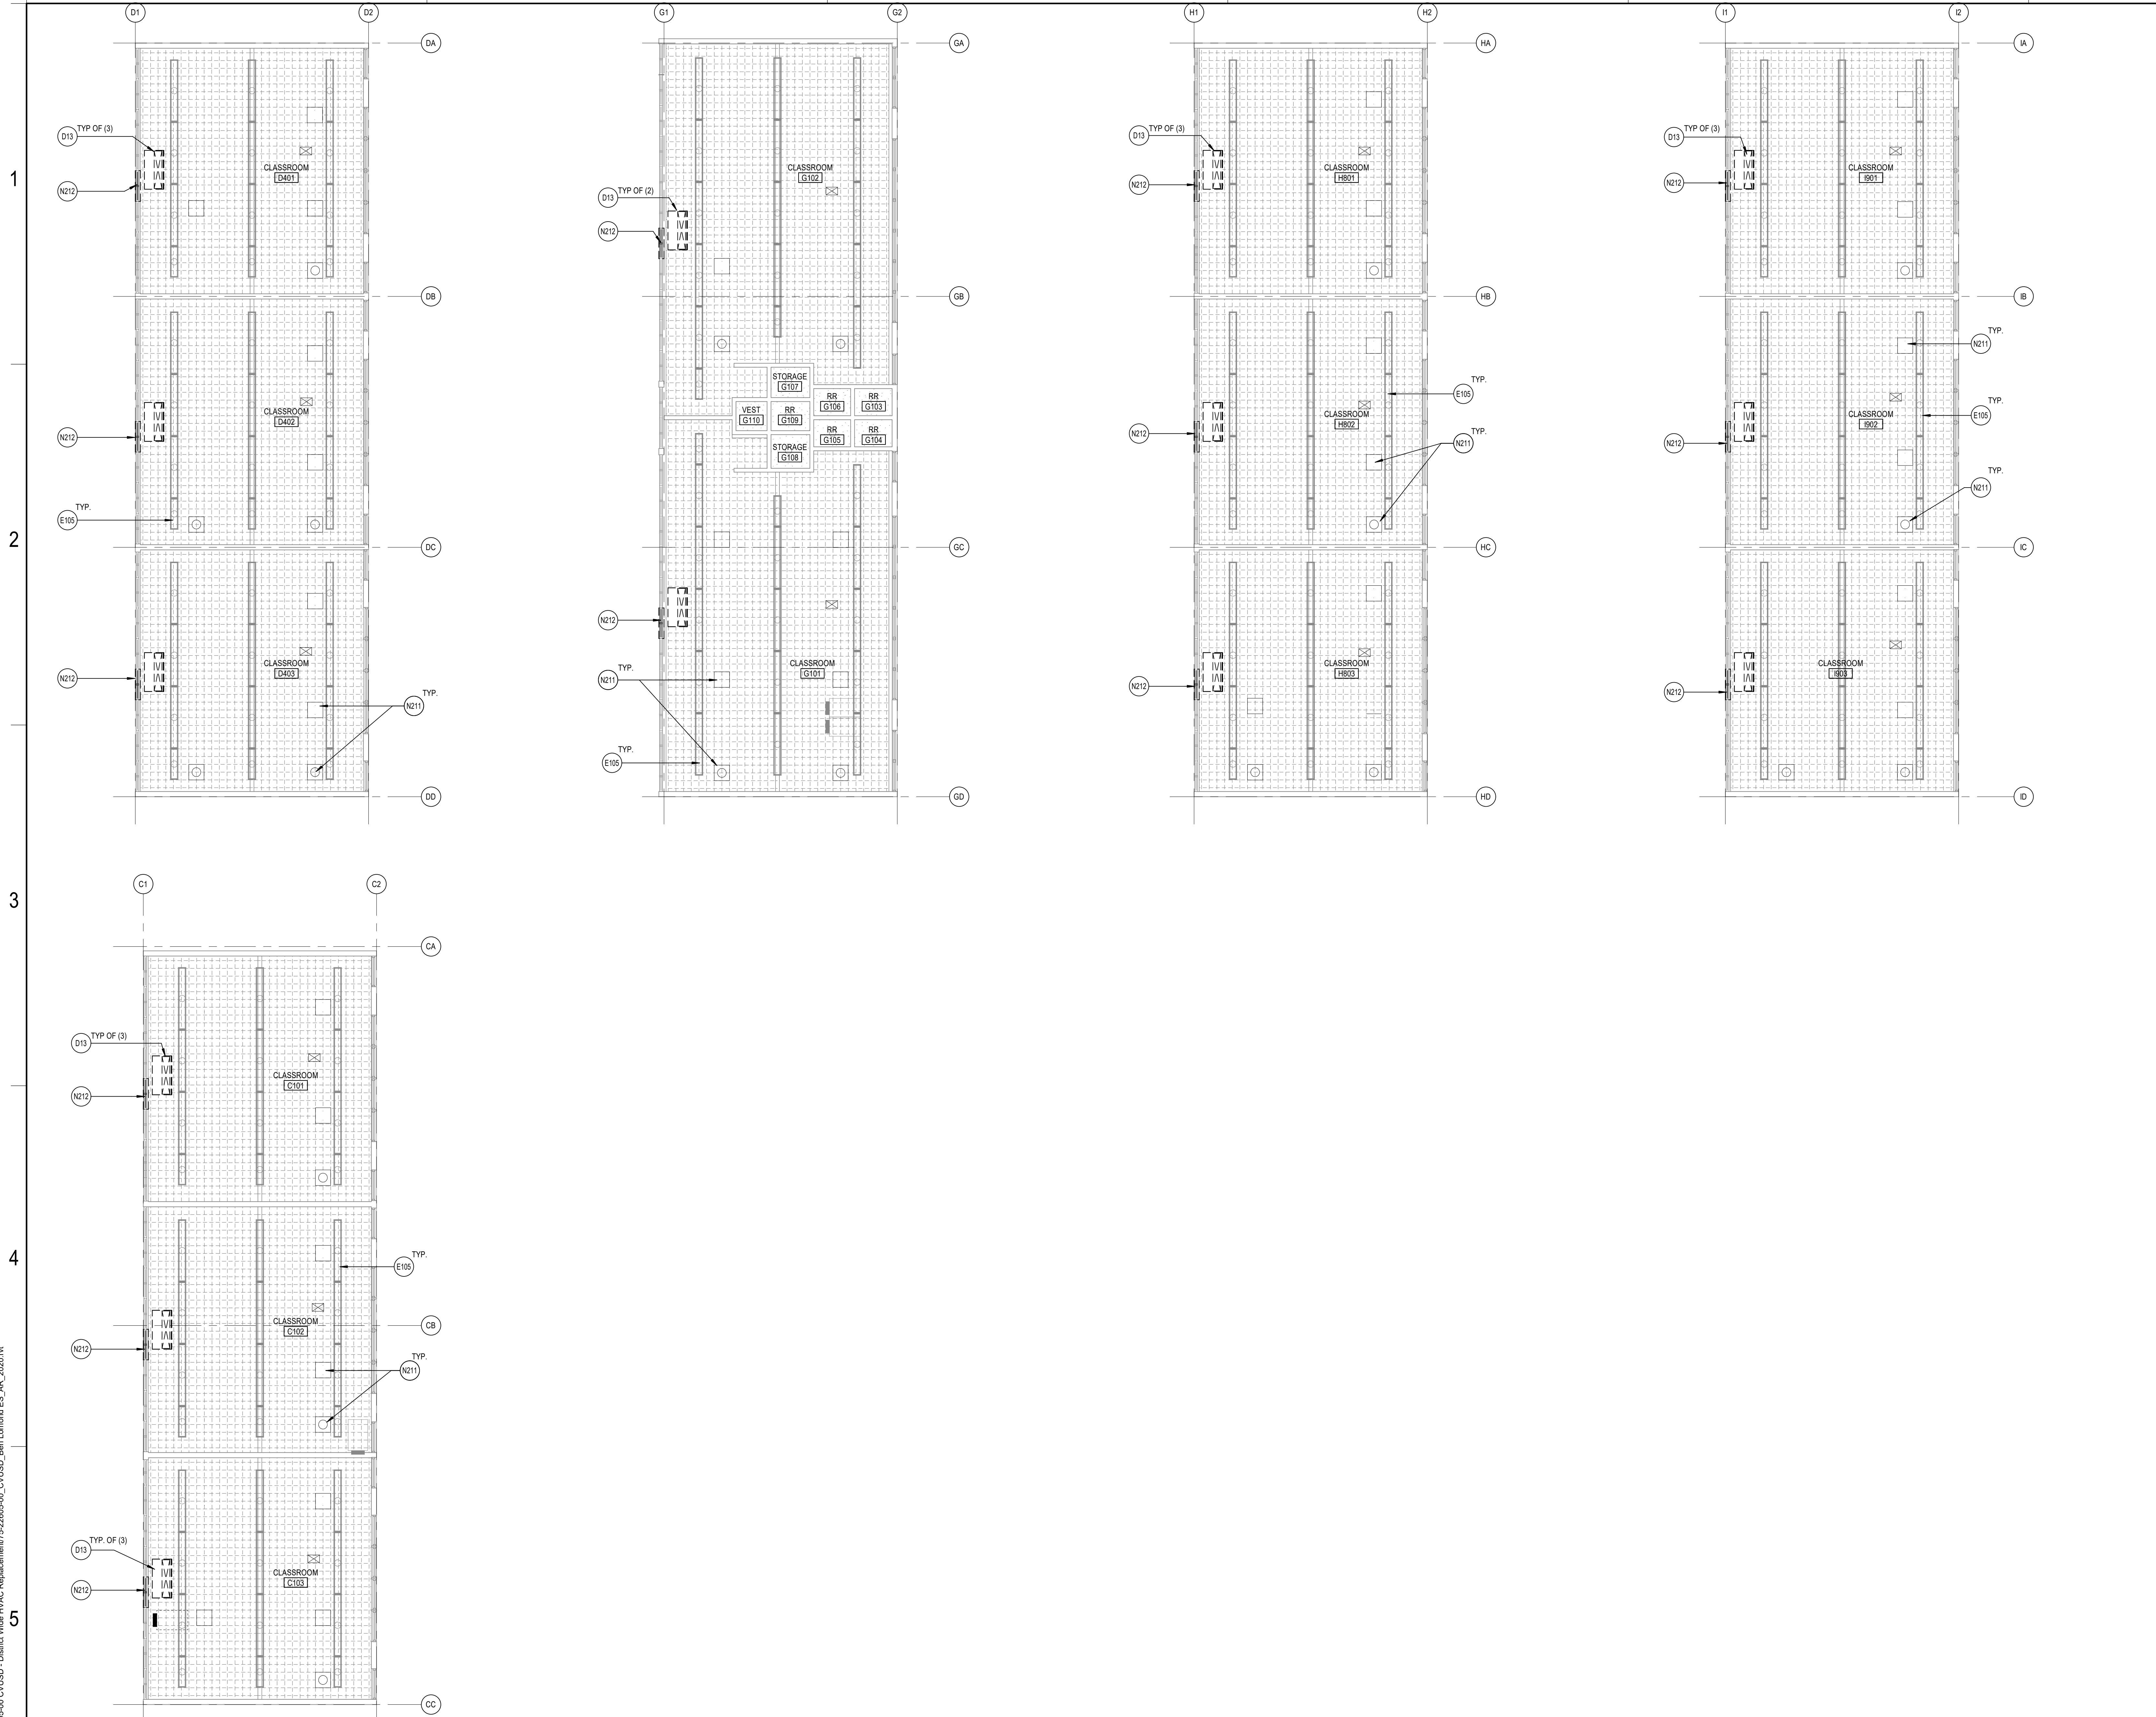 D1
D2
DA
D13
TYP OF (3)
N212
CLASSROOM
D401
DB
CLASSROOM
D402
N212
TYP.
E105
DC
CLASSROOM
D403
N212
TYP.
N211
DD
G1
G2
GA
TYP OF (2)
D13
N212
CLASSROOM
G102
GB
STORAGE
G107
VEST
G110
RR
G109
RR
G106
RR
G103
RR
G105
RR
G104
STORAGE
G108
GC
N212
TYP.
N211
CLASSROOM
G101
TYP.
E105
GD
H1
H2
HA
TYP OF (3)
D13
N212
CLASSROOM
H801
HB
TYP.
E105
CLASSROOM
H802
N212
TYP.
N211
HC
CLASSROOM
H803
N212
HD
I1
I2
IA
TYP OF (3)
D13
N212
CLASSROOM
I901
IB
TYP.
N211
TYP.
E105
CLASSROOM
I902
N212
TYP.
N211
IC
CLASSROOM
I903
N212
ID
C1
C2
CA
TYP OF (3)
D13
N212
CLASSROOM
C101
TYP.
E105
CLASSROOM
C102
CB
N212
TYP.
N211
TYP. OF (3)
D13
N212
CLASSROOM
C103
CC
1
2
3
4
5
CVUSD - District Wide HVAC Replacement